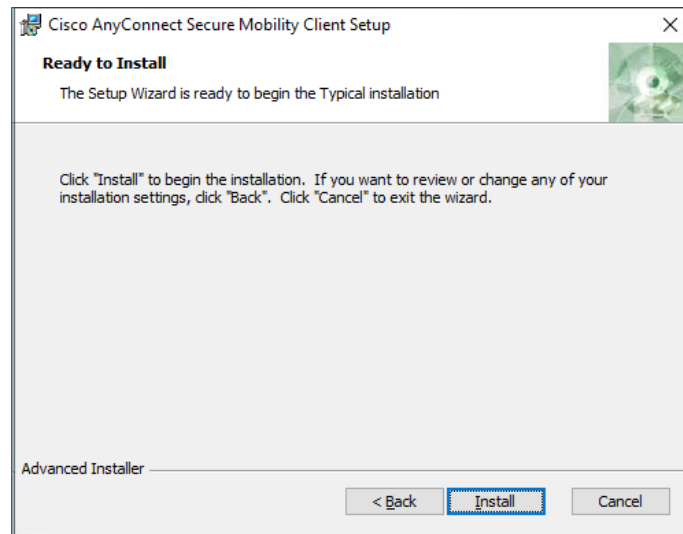 Cisco AnyConnect Secure Mobility Client Setup
Ready to Install
The Setup Wizard is ready to begin the Typical installation
Click "Install" to begin the installation.  If you want to review or change any of your
installation settings, click "Back".  Click "Cancel" to exit the wizard.
Advanced Installer
< Back
Install
Cancel